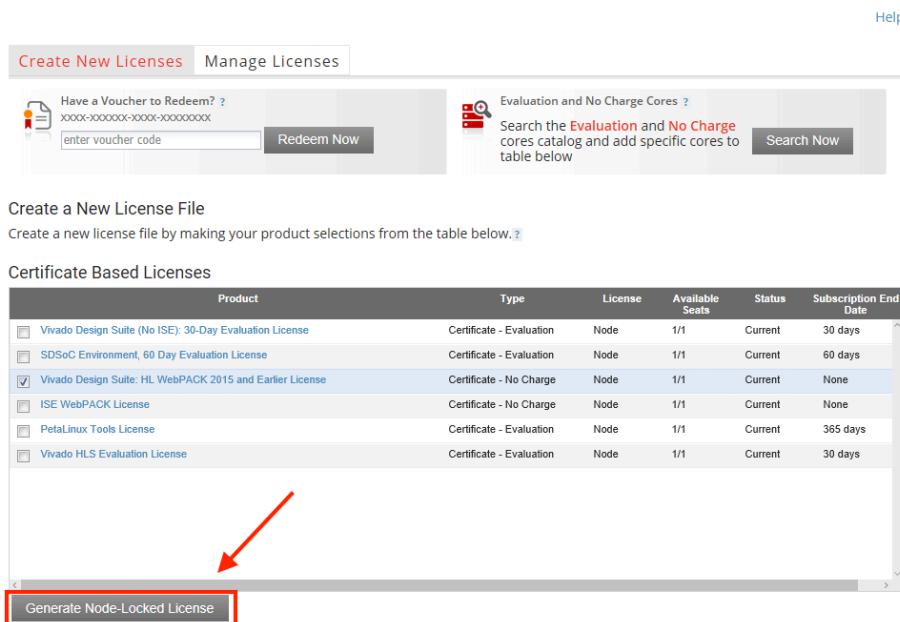 Help
Create New Licenses Manage Licenses
Have a Voucher to Redeem? ?
XXXX-XXXXXX-XXXX-XXXXXXXX
enter voucher code Redeem Now
Evaluation and No Charge Cores ?
Search the Evaluation and No Charge
cores catalog and add specific cores to
table below
Search Now
Create a New License File
Create a new license file by making your product selections from the table below. ?
Certificate Based Licenses
Product Type License Available Seats Status Subscription End Date
Vivado Design Suite (No ISE): 30-Day Evaluation License Certificate - Evaluation Node 1/1 Current 30 days
SDSoC Environment, 60 Day Evaluation License Certificate - Evaluation Node 1/1 Current 60 days
Vivado Design Suite: HL WebPACK 2015 and Earlier License Certificate - No Charge Node 1/1 Current None
ISE WebPACK License Certificate - No Charge Node 1/1 Current None
PetaLinux Tools License Certificate - Evaluation Node 1/1 Current 365 days
Vivado HLS Evaluation License Certificate - Evaluation Node 1/1 Current 30 days
Generate Node-Locked License